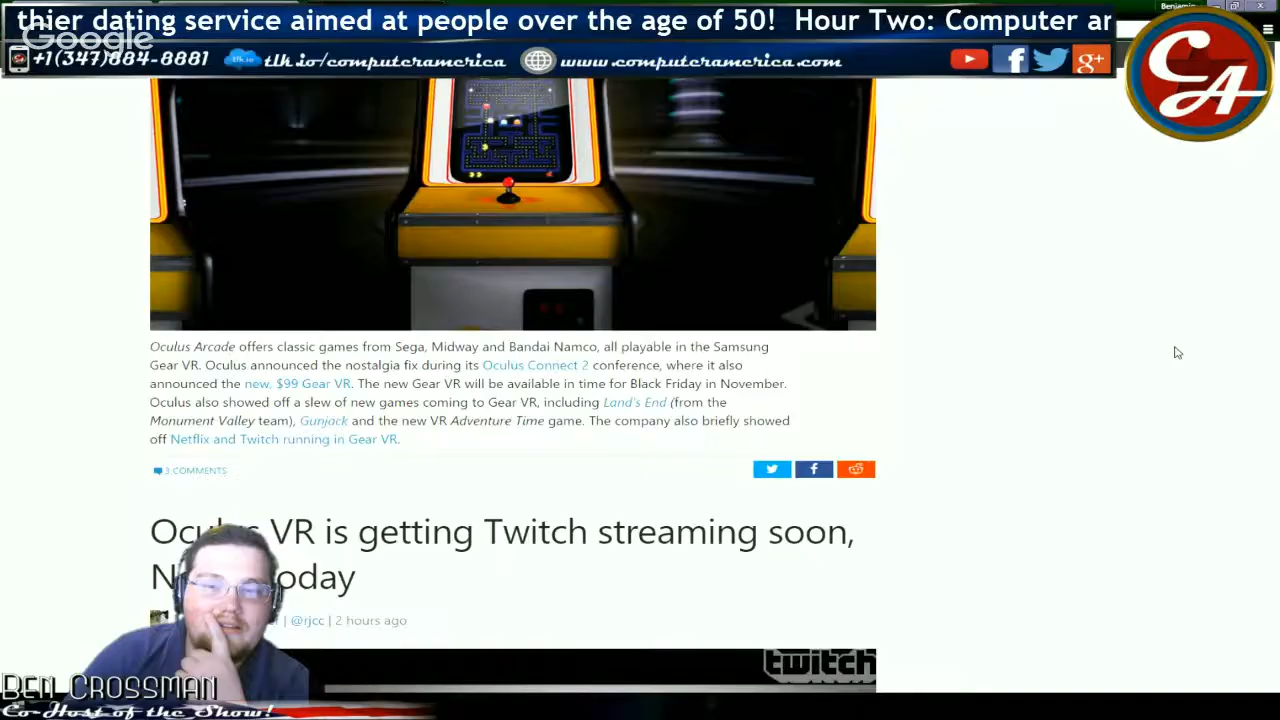 thier dating service aimed at people over the age of 50!  Hour Two: Computer ar
Benjamin
Google
+1(347)884-8881
tlk.io/computeramerica
www.computeramerica.com
CA
Oculus Arcade offers classic games from Sega, Midway and Bandai Namco, all playable in the Samsung
Gear VR. Oculus announced the nostalgia fix during its Oculus Connect 2 conference, where it also
announced the new, $99 Gear VR. The new Gear VR will be available in time for Black Friday in November.
Oculus also showed off a slew of new games coming to Gear VR, including Land's End (from the
Monument Valley team), Gunjack and the new VR Adventure Time game. The company also briefly showed
off Netflix and Twitch running in Gear VR.
3 COMMENTS
Oculus VR is getting Twitch streaming soon,
N oday
| @rjcc | 2 hours ago
twitch
BEN CROSSMAN
Co-Host of the Show!